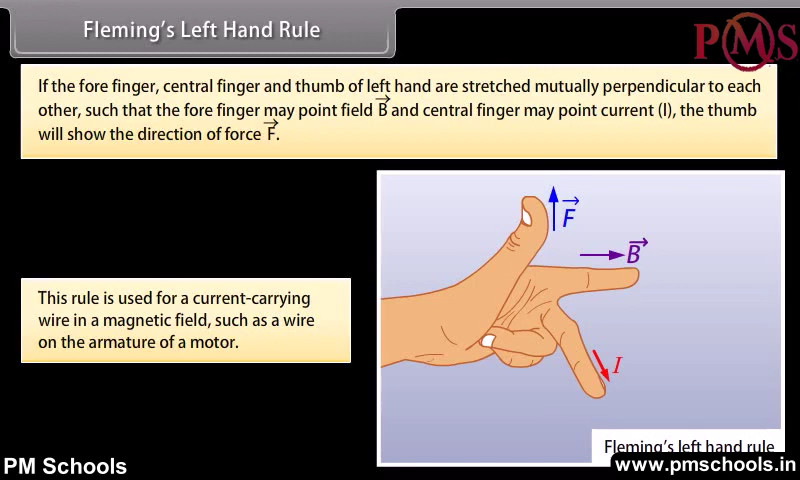 Fleming's Left Hand Rule
PMS
If the fore finger, central finger and thumb of left hand are stretched mutually perpendicular to each
other, such that the fore finger may point field B⃗ and central finger may point current (I), the thumb
will show the direction of force F⃗.
F⃗
B⃗
This rule is used for a current-carrying
wire in a magnetic field, such as a wire
on the armature of a motor.
I
Fleming's left hand rule
PM Schools
www.pmschools.in